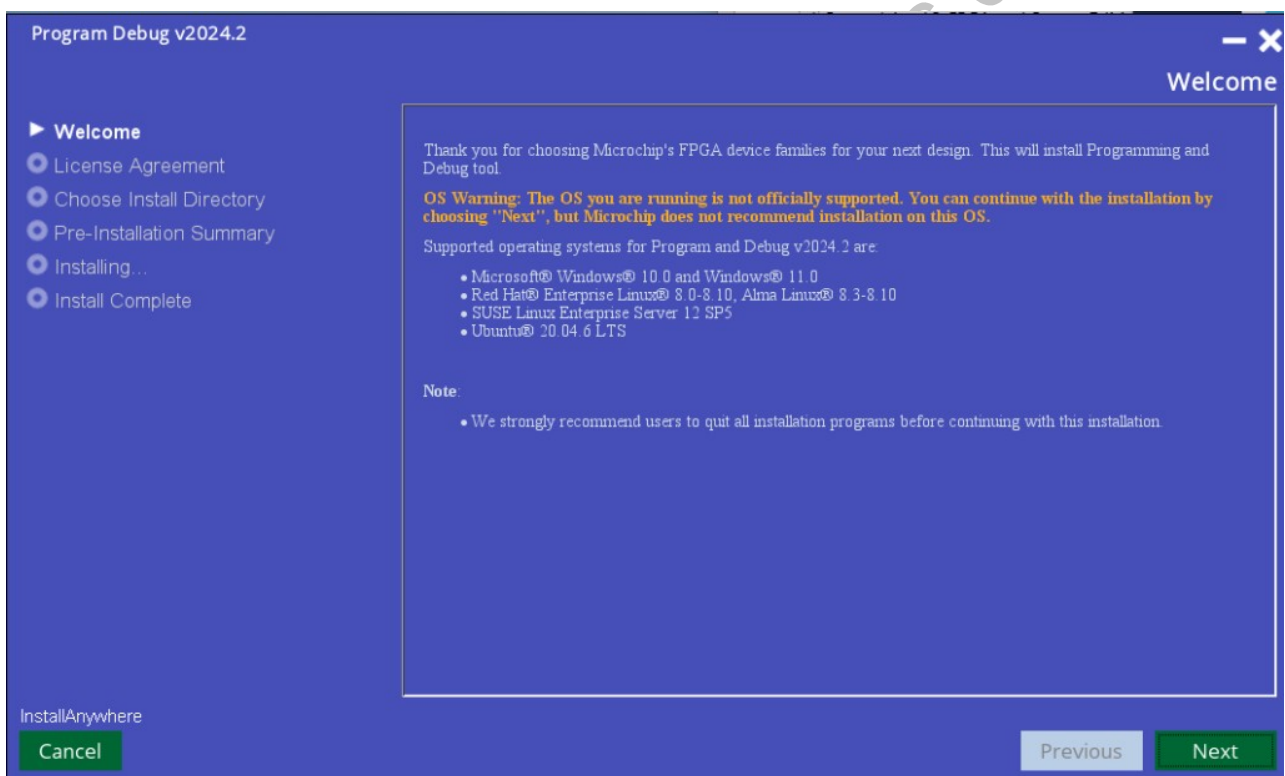 Program Debug v2024.2
Welcome
Welcome
License Agreement
Choose Install Directory
Pre-Installation Summary
Installing...
Install Complete
Thank you for choosing Microchip's FPGA device families for your next design. This will install Programming and
Debug tool.
OS Warning: The OS you are running is not officially supported. You can continue with the installation by
choosing "Next", but Microchip does not recommend installation on this OS.
Supported operating systems for Program and Debug v2024.2 are:
• Microsoft® Windows® 10.0 and Windows® 11.0
• Red Hat® Enterprise Linux® 8.0-8.10, Alma Linux® 8.3-8.10
• SUSE Linux Enterprise Server 12 SP5
• Ubuntu® 20.04.6 LTS
Note:
• We strongly recommend users to quit all installation programs before continuing with this installation.
InstallAnywhere
Cancel
Previous
Next